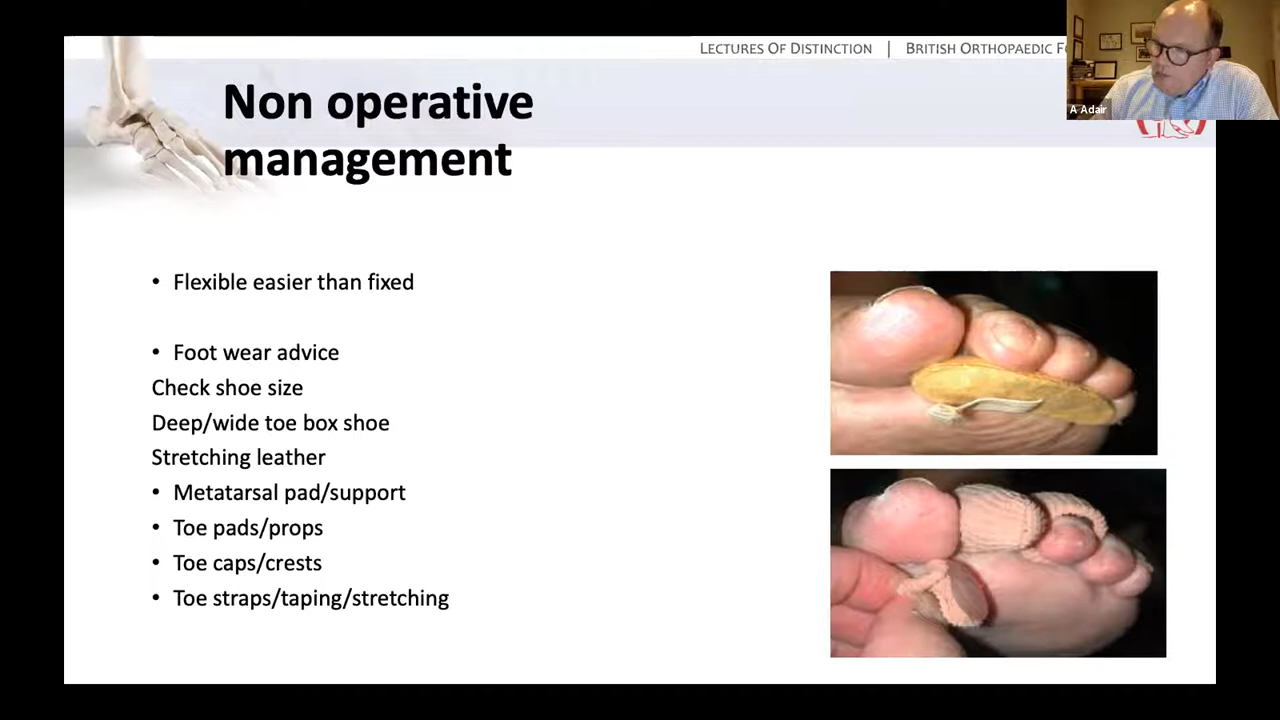 LECTURES OF DISTINCTION | BRITISH ORTHOPAEDIC
A Adair
Non operative
management
• Flexible easier than fixed
• Foot wear advice
Check shoe size
Deep/wide toe box shoe
Stretching leather
• Metatarsal pad/support
• Toe pads/props
• Toe caps/crests
• Toe straps/taping/stretching